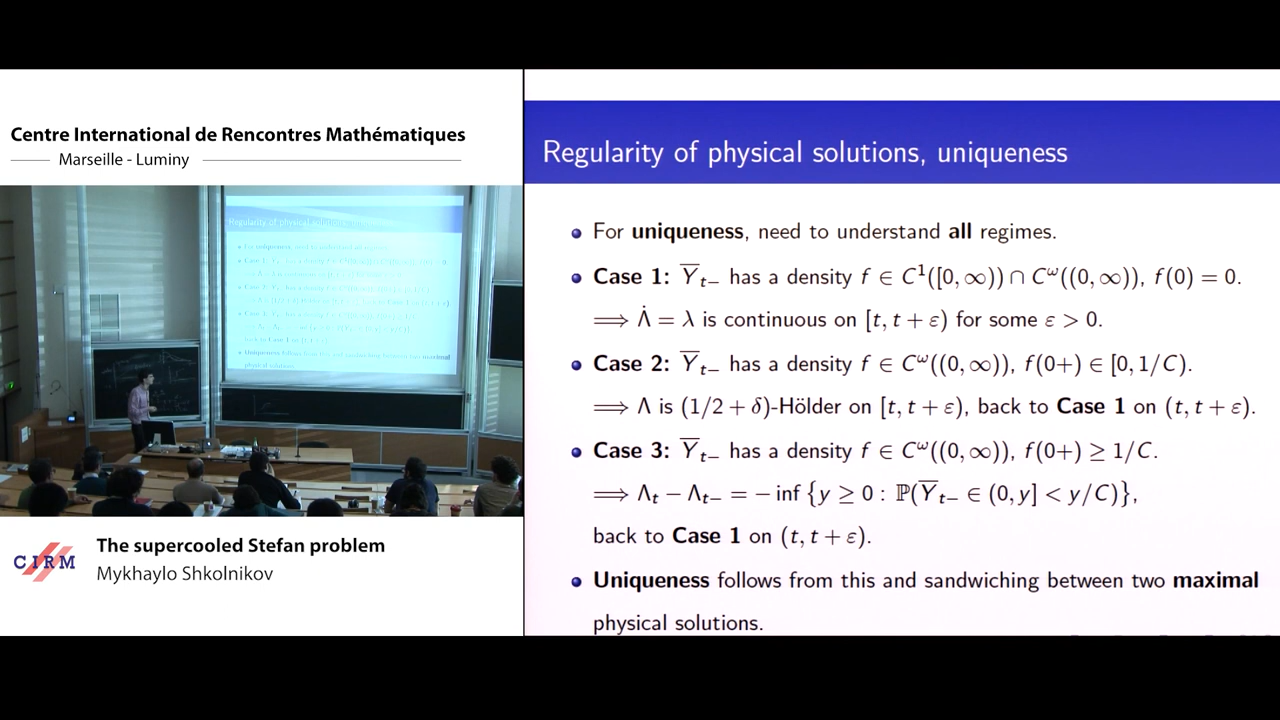 Centre International de Rencontres Mathématiques
Marseille - Luminy
CIRM
The supercooled Stefan problem
Mykhaylo Shkolnikov
Regularity of physical solutions, uniqueness
• For uniqueness, need to understand all regimes.
• Case 1: Y̅ₜ₋ has a density f ∈ C¹([0, ∞)) ∩ C^ω((0, ∞)), f(0) = 0.
⟹ Λ̇ = λ is continuous on [t, t + ε) for some ε > 0.
• Case 2: Y̅ₜ₋ has a density f ∈ C^ω((0, ∞)), f(0+) ∈ [0, 1/C).
⟹ Λ is (1/2 + δ)-Hölder on [t, t + ε), back to Case 1 on (t, t + ε).
• Case 3: Y̅ₜ₋ has a density f ∈ C^ω((0, ∞)), f(0+) ≥ 1/C.
⟹ Λₜ − Λₜ₋ = − inf {y ≥ 0 : ℙ(Y̅ₜ₋ ∈ (0, y] < y/C)},
back to Case 1 on (t, t + ε).
• Uniqueness follows from this and sandwiching between two maximal
physical solutions.